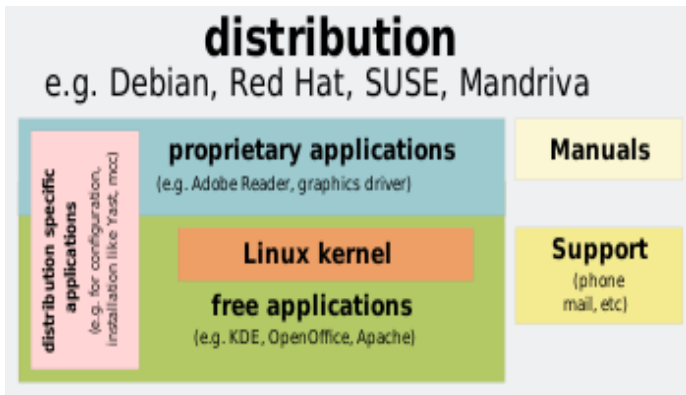 distribution
e.g. Debian, Red Hat, SUSE, Mandriva
distribution specific
applications
(e.g. for configuration,
installation like Yast, mcc)
proprietary applications
(e.g. Adobe Reader, graphics driver)
Linux kernel
free applications
(e.g. KDE, OpenOffice, Apache)
Manuals
Support
(phone
mail, etc)